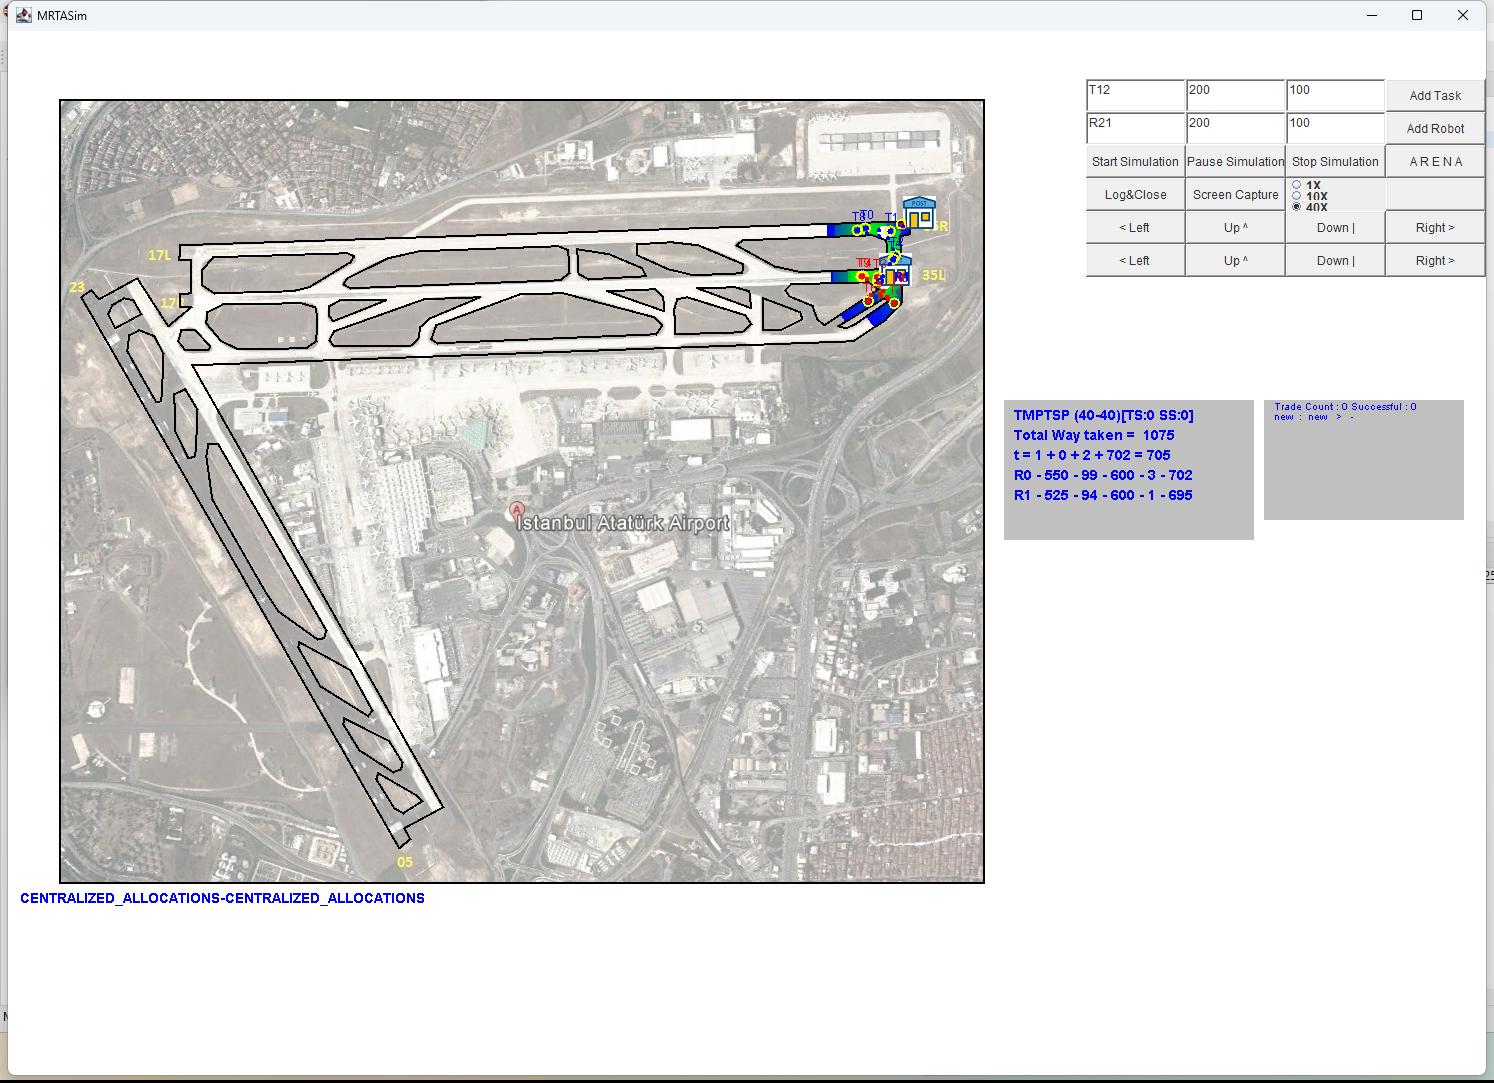 MRTASim
T12 200 100 Add Task
R21 200 100 Add Robot
Start Simulation Pause Simulation Stop Simulation A R E N A
Log&Close Screen Capture
1X
10X
40X
< Left Up ^ Down | Right >
< Left Up ^ Down | Right >
POST
T0 T1
17L
35L
23
05
İstanbul Atatürk Airport
A
TMPTSP (40-40)[TS:0 SS:0]
Total Way taken = 1075
t = 1 + 0 + 2 + 702 = 705
R0 - 550 - 99 - 600 - 3 - 702
R1 - 525 - 94 - 600 - 1 - 695
Trade Count : 0 Successful : 0
new : new > -
CENTRALIZED_ALLOCATIONS-CENTRALIZED_ALLOCATIONS